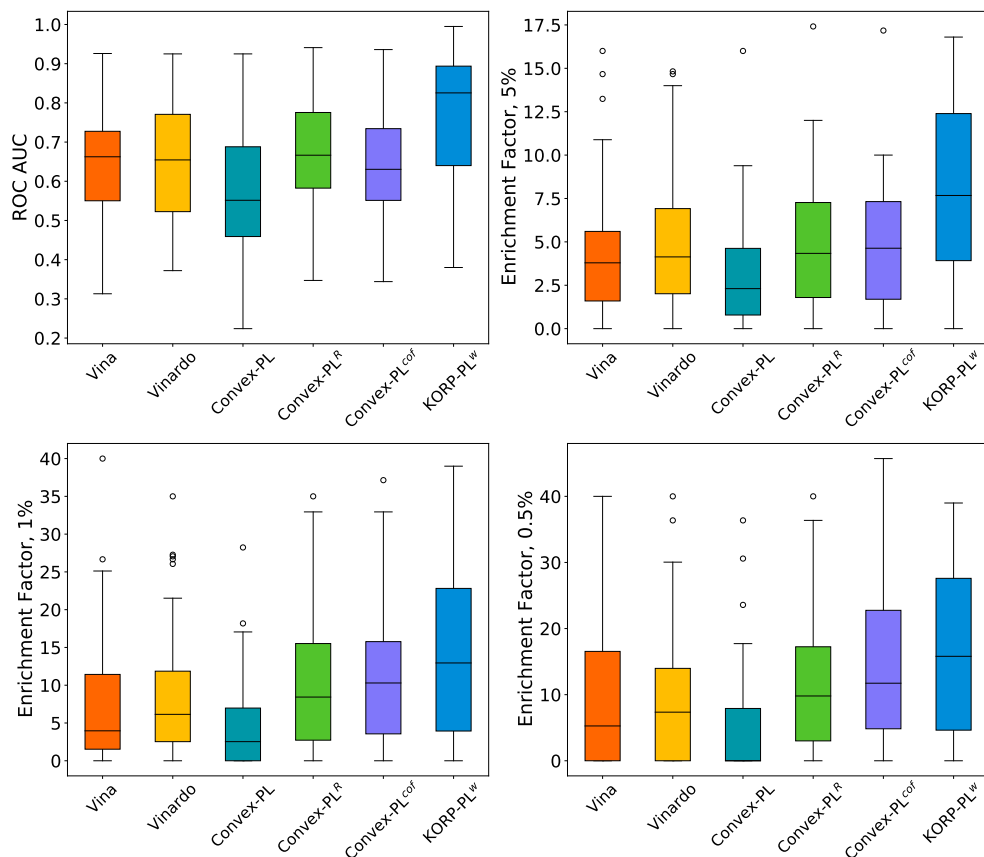 ROC AUC
1.0
0.9
0.8
0.7
0.6
0.5
0.4
0.3
0.2
Vina
Vinardo
Convex-PL
Convex-PL^R
Convex-PL^cof
KORP-PL^w
Enrichment Factor, 5%
17.5
15.0
12.5
10.0
7.5
5.0
2.5
0.0
Vina
Vinardo
Convex-PL
Convex-PL^R
Convex-PL^cof
KORP-PL^w
Enrichment Factor, 1%
40
35
30
25
20
15
10
5
0
Vina
Vinardo
Convex-PL
Convex-PL^R
Convex-PL^cof
KORP-PL^w
Enrichment Factor, 0.5%
40
30
20
10
0
Vina
Vinardo
Convex-PL
Convex-PL^R
Convex-PL^cof
KORP-PL^w